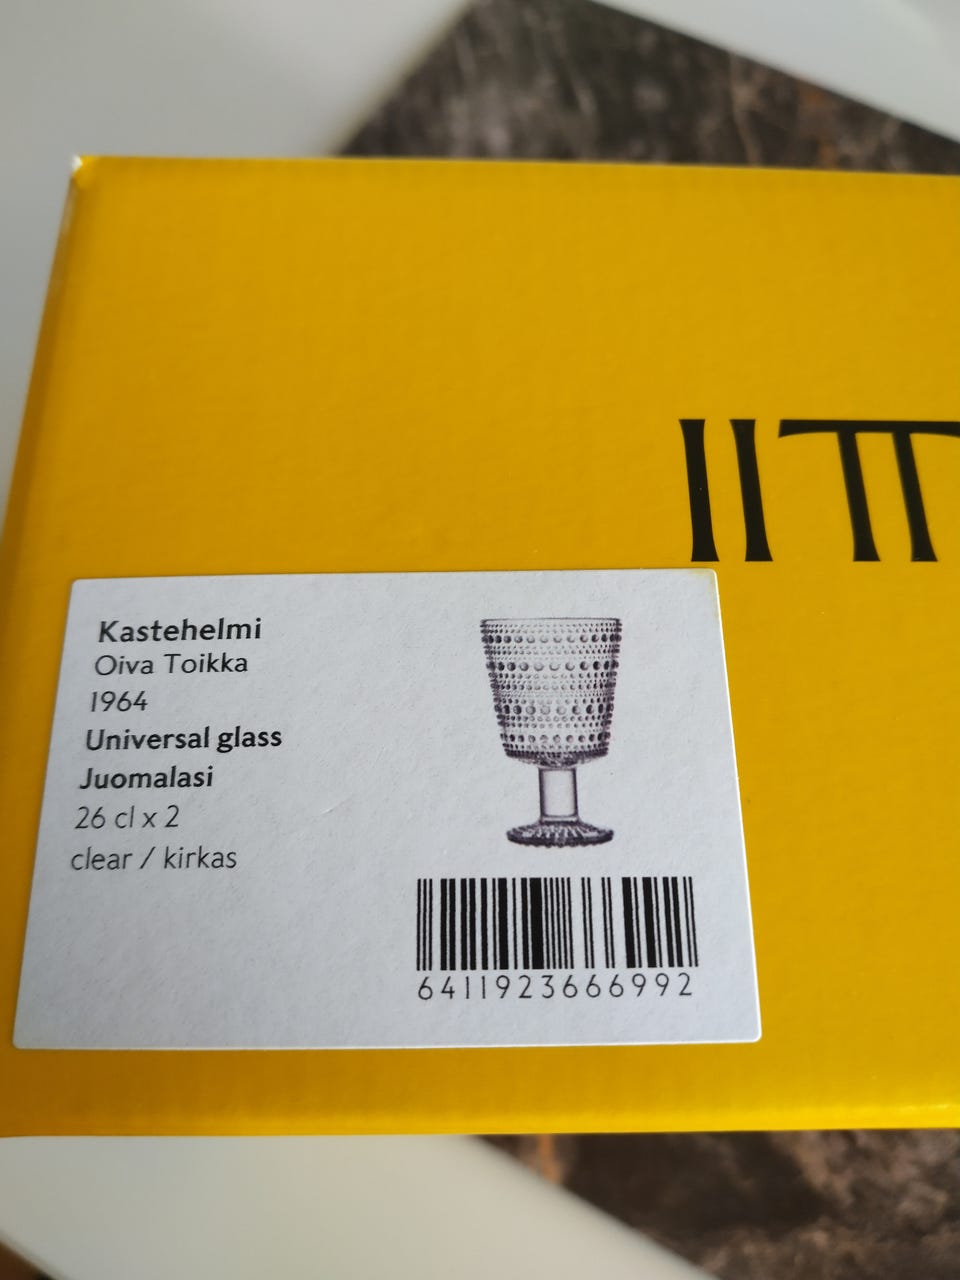 IITT
Kastehelmi
Oiva Toikka
1964
Universal glass
Juomalasi
26 cl x 2
clear / kirkas
6411923666992